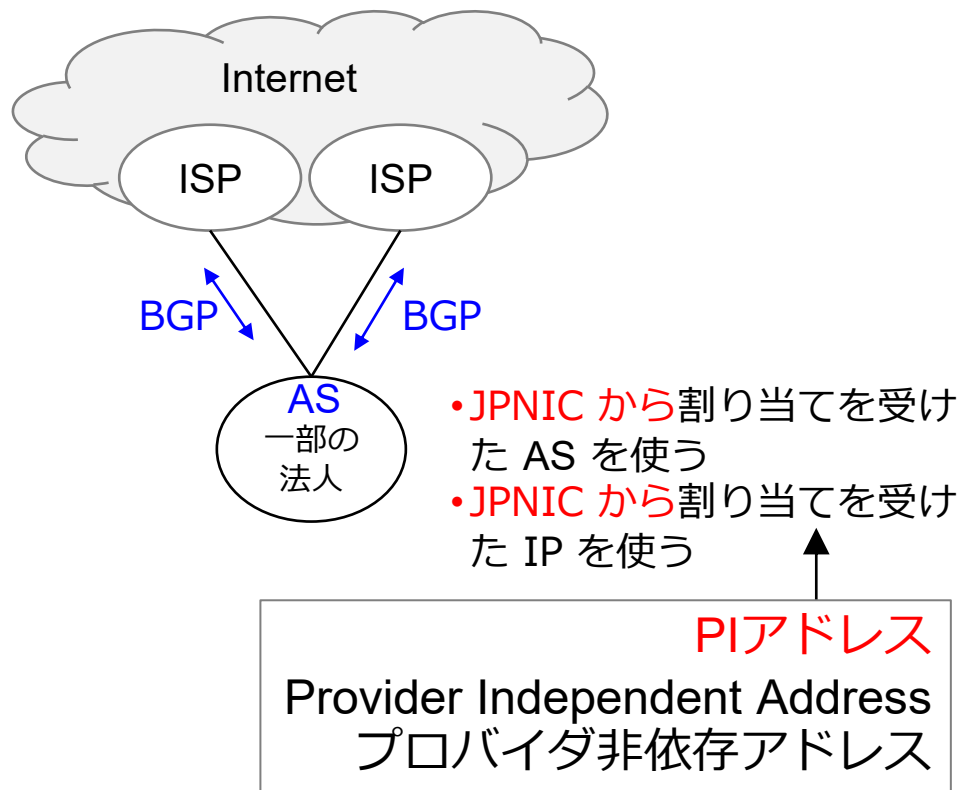 Internet
ISP
ISP
BGP
BGP
AS
一部の
法人
•JPNIC から割り当てを受け
た AS を使う
•JPNIC から割り当てを受け
た IP を使う
PIアドレス
Provider Independent Address
プロバイダ非依存アドレス